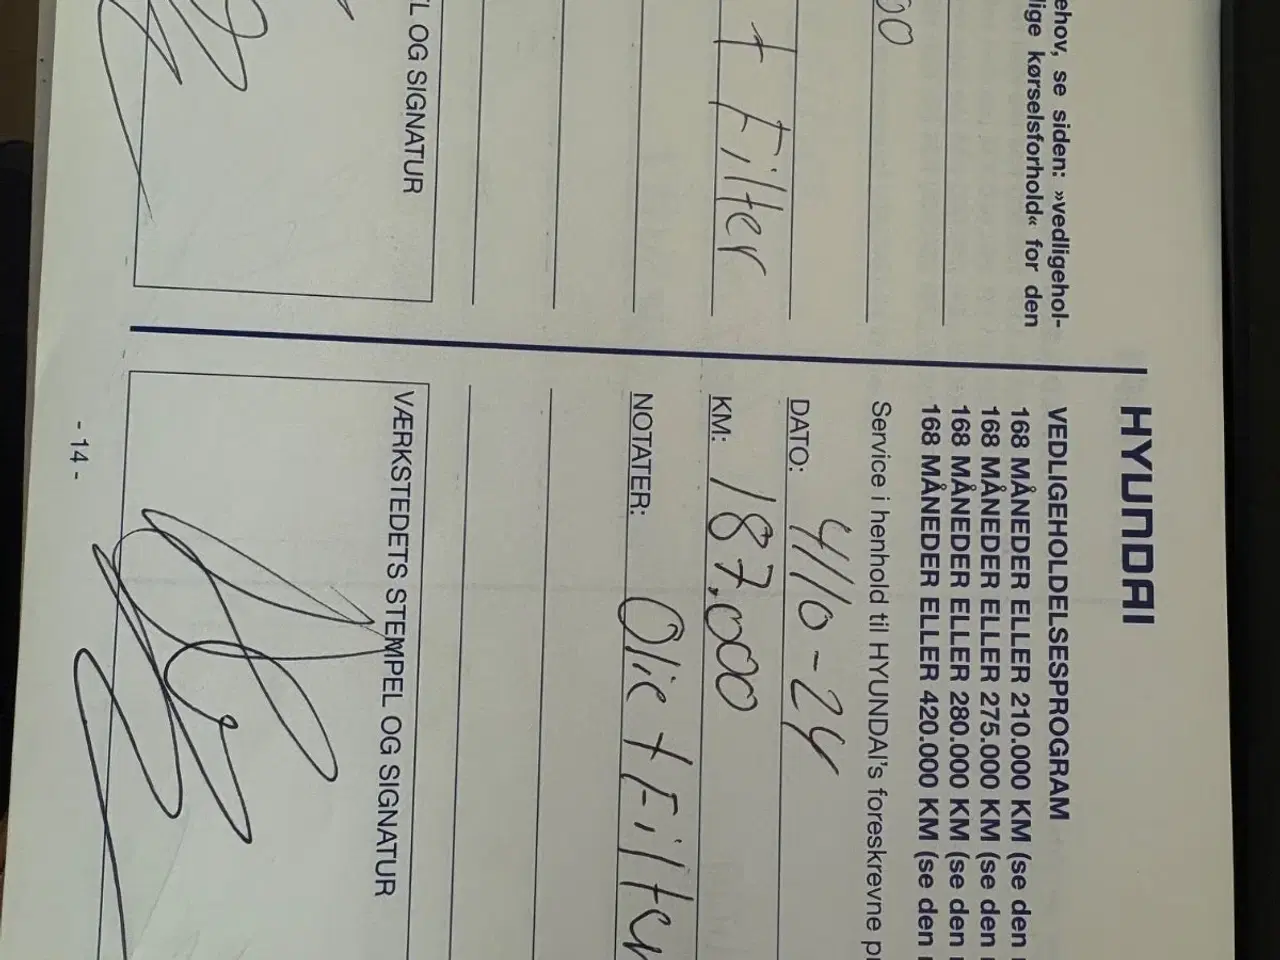 ehov, se siden: »vedligehol-
lige kørselsforhold« for den
00
+ Filter
L OG SIGNATUR
HYUNDAI
VEDLIGEHOLDELSESPROGRAM
168 MÅNEDER ELLER 210.000 KM (se den
168 MÅNEDER ELLER 275.000 KM (se den
168 MÅNEDER ELLER 280.000 KM (se den
168 MÅNEDER ELLER 420.000 KM (se den
Service i henhold til HYUNDAI's foreskrevne
DATO: 4/10-24
KM: 187.000
NOTATER: Olie + Filter
VÆRKSTEDETS STEMPEL OG SIGNATUR
- 14 -